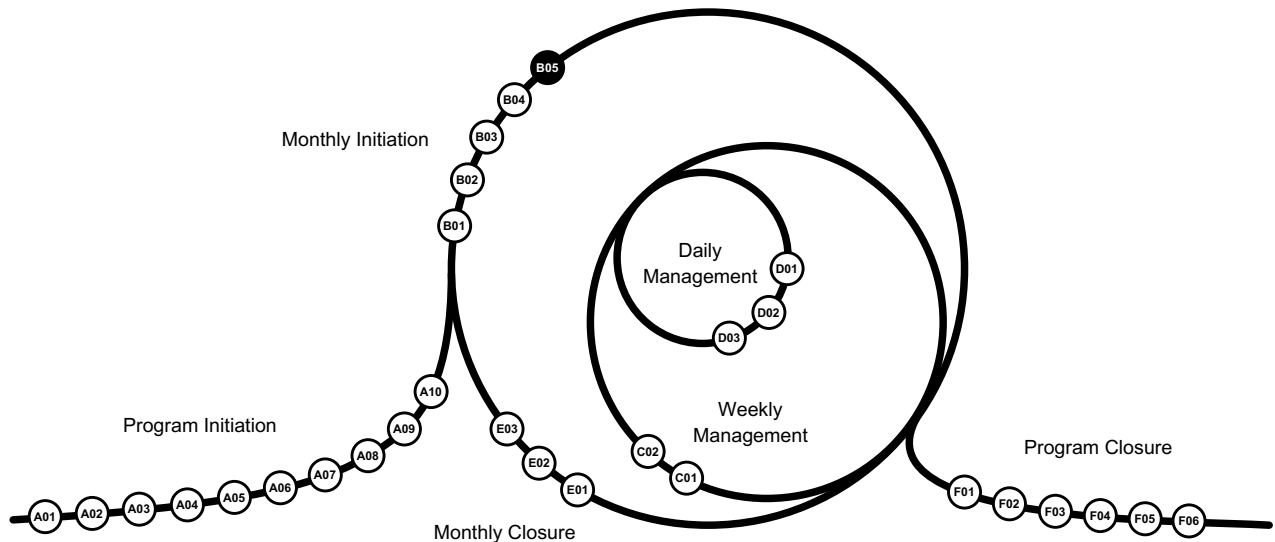 B05
B04
Monthly Initiation
B03
B02
B01
Daily
Management
D01
D02
D03
A10
Weekly
Management
Program Initiation
A09
E03
Program Closure
A08
E02
C02
A07
C01
A06
E01
F01
A05
A04
F02
A03
F03
A02
F04
A01
F05
F06
Monthly Closure